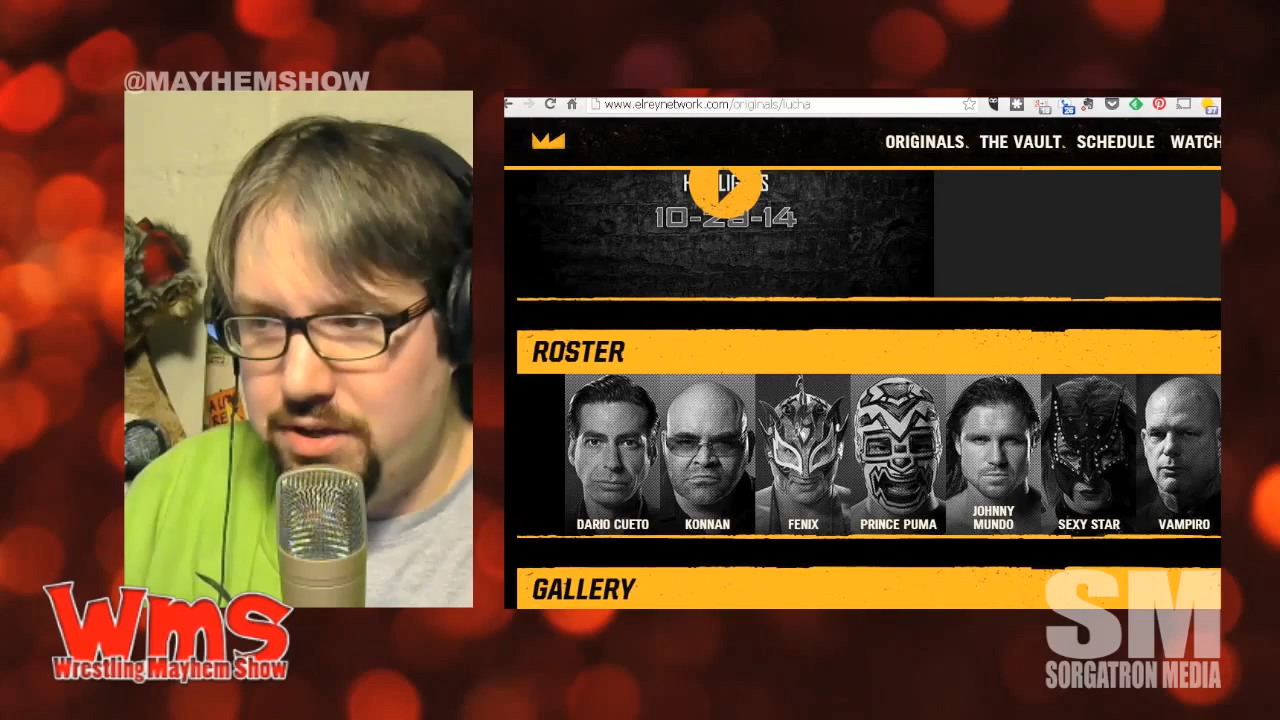 @MAYHEMSHOW
www.elreynetwork.com/originals/lucha
ORIGINALS. THE VAULT. SCHEDULE WATCH
10-29-14
ROSTER
DARIO CUETO
KONNAN
FENIX
PRINCE PUMA
JOHNNY
MUNDO
SEXY STAR
VAMPIRO
GALLERY
WMS
Wrestling Mayhem Show
SM
SORGATRON MEDIA